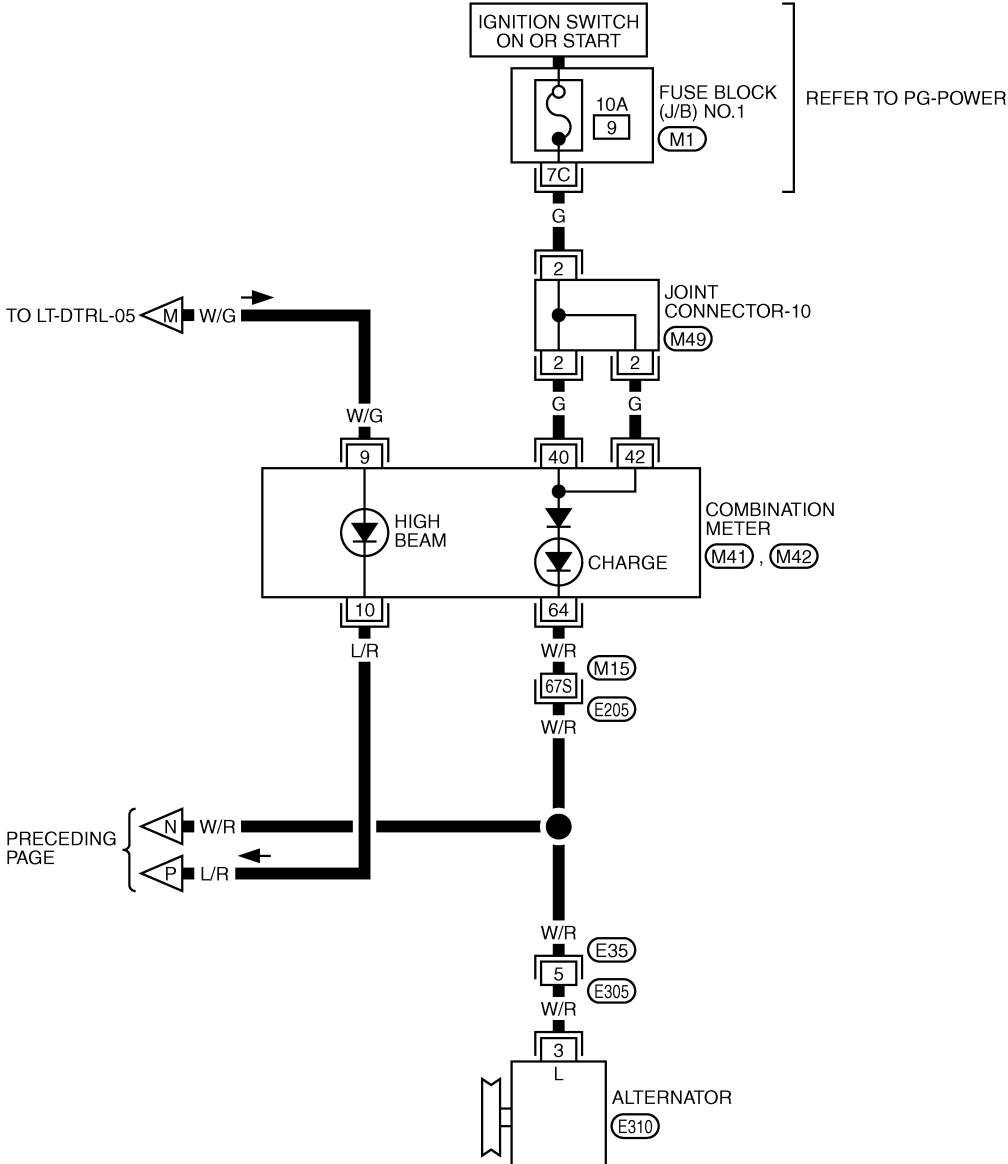 IGNITION SWITCH
ON OR START
FUSE BLOCK
(J/B) NO.1
M1
10A
9
REFER TO PG-POWER
7C
G
2
JOINT
CONNECTOR-10
M49
TO LT-DTRL-05
M
W/G
2
2
G
G
W/G
9
40
42
HIGH
BEAM
CHARGE
COMBINATION
METER
M41 , M42
10
64
L/R
W/R
M15
67S
E205
W/R
PRECEDING
PAGE
N
W/R
P
L/R
W/R
E35
5
E305
W/R
3
L
ALTERNATOR
E310